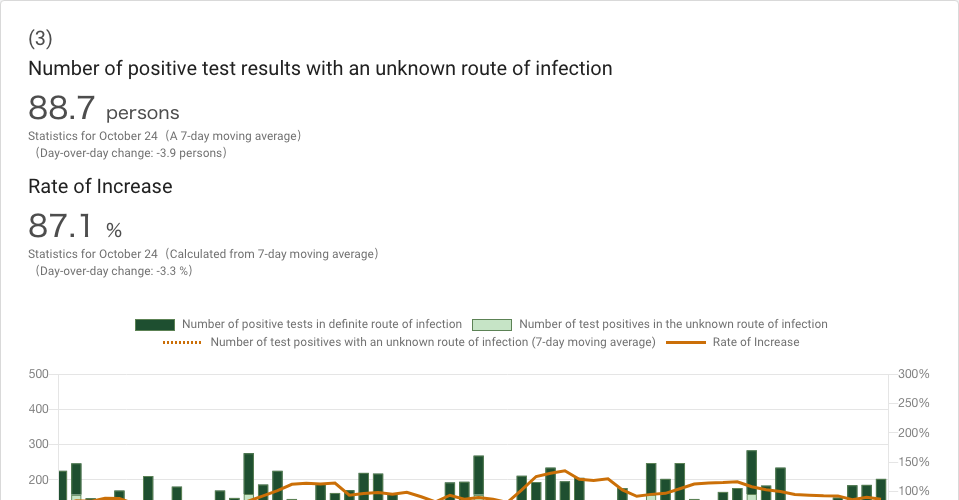 (3)
Number of positive test results with an unknown route of infection
88.7 persons
Statistics for October 24（A 7-day moving average）
（Day-over-day change: -3.9 persons）
Rate of Increase
87.1 %
Statistics for October 24（Calculated from 7-day moving average）
（Day-over-day change: -3.3 %）
Number of positive tests in definite route of infection Number of test positives in the unknown route of infection
Number of test positives with an unknown route of infection (7-day moving average) Rate of Increase
500 300%
400 250%
300 200%
200 150%
100%